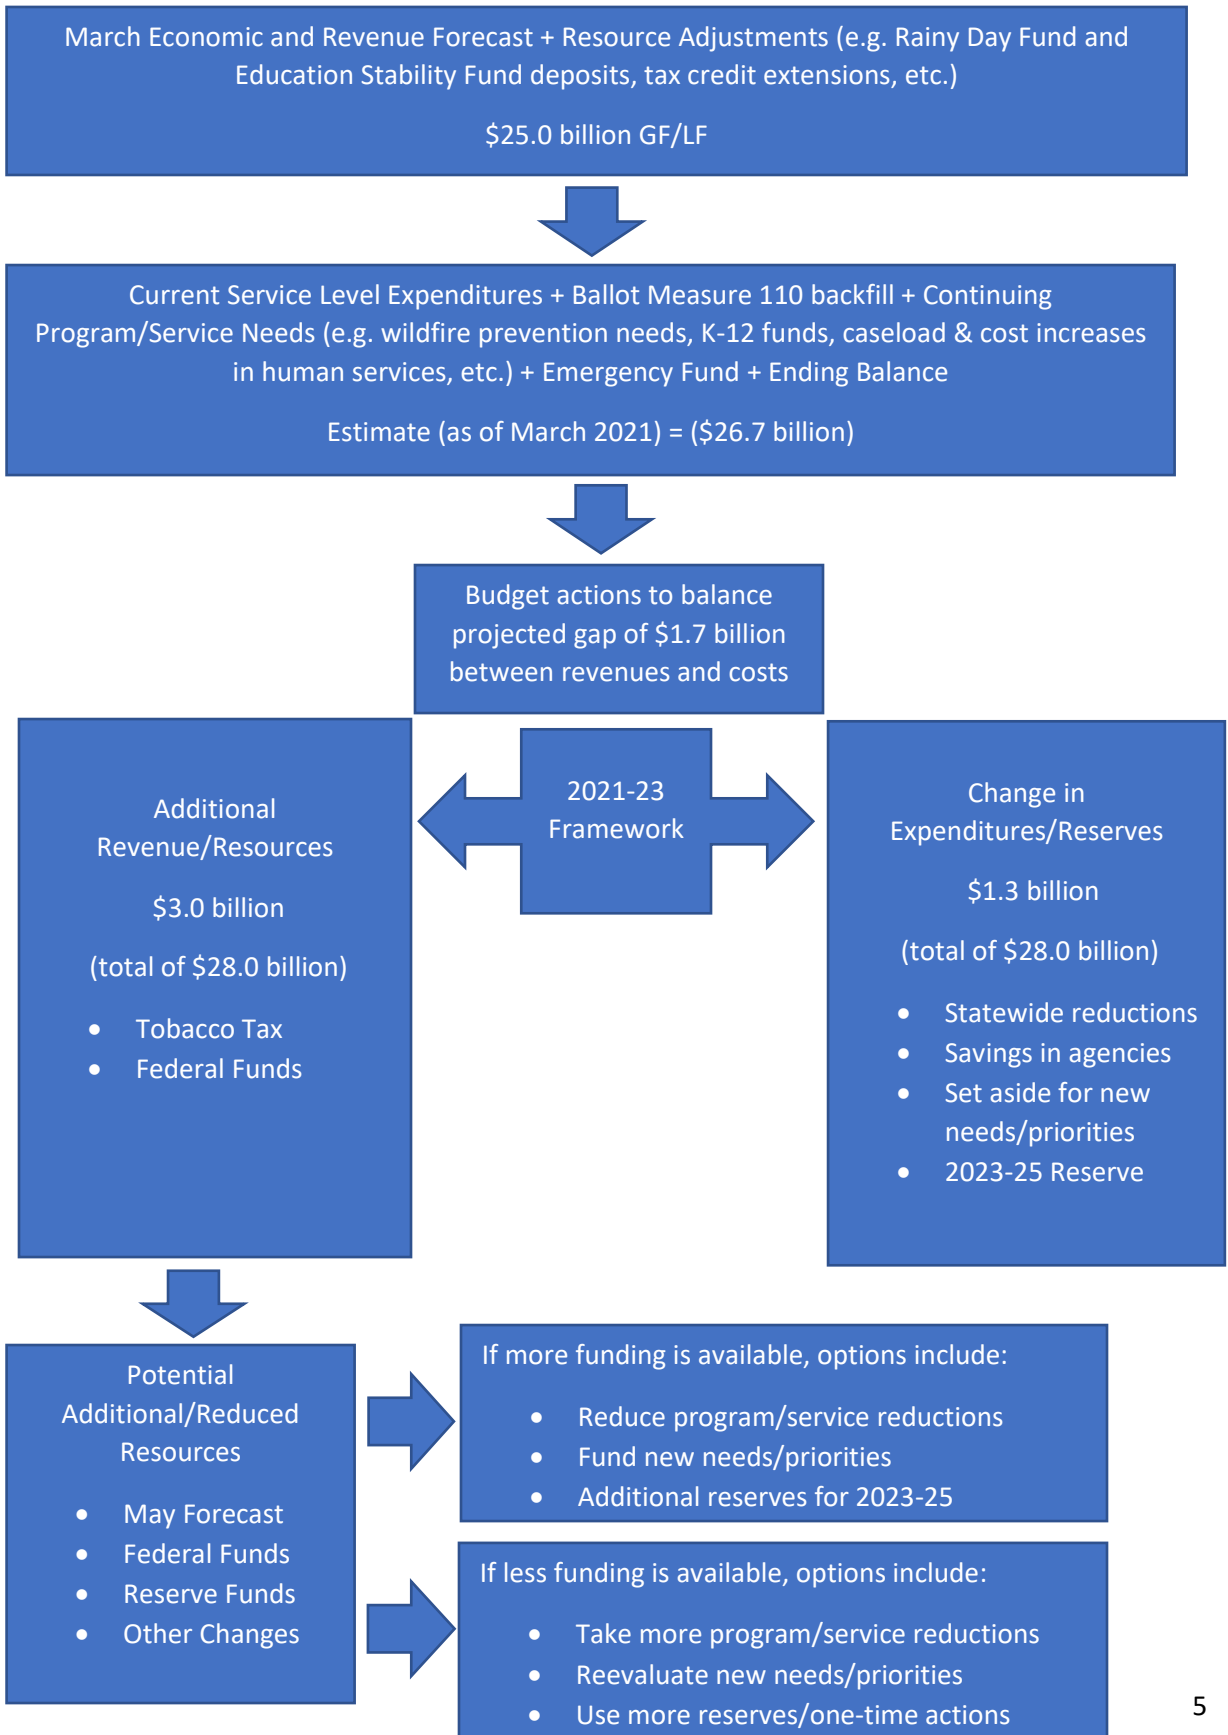 March Economic and Revenue Forecast + Resource Adjustments (e.g. Rainy Day Fund and
Education Stability Fund deposits, tax credit extensions, etc.)
$25.0 billion GF/LF
Current Service Level Expenditures + Ballot Measure 110 backfill + Continuing
Program/Service Needs (e.g. wildfire prevention needs, K-12 funds, caseload & cost increases
in human services, etc.) + Emergency Fund + Ending Balance
Estimate (as of March 2021) = ($26.7 billion)
Budget actions to balance
projected gap of $1.7 billion
between revenues and costs
2021-23
Framework
Additional
Revenue/Resources
$3.0 billion
(total of $28.0 billion)
• Tobacco Tax
• Federal Funds
Change in
Expenditures/Reserves
$1.3 billion
(total of $28.0 billion)
• Statewide reductions
• Savings in agencies
• Set aside for new
needs/priorities
• 2023-25 Reserve
Potential
Additional/Reduced
Resources
• May Forecast
• Federal Funds
• Reserve Funds
• Other Changes
If more funding is available, options include:
• Reduce program/service reductions
• Fund new needs/priorities
• Additional reserves for 2023-25
If less funding is available, options include:
• Take more program/service reductions
• Reevaluate new needs/priorities
• Use more reserves/one-time actions
5